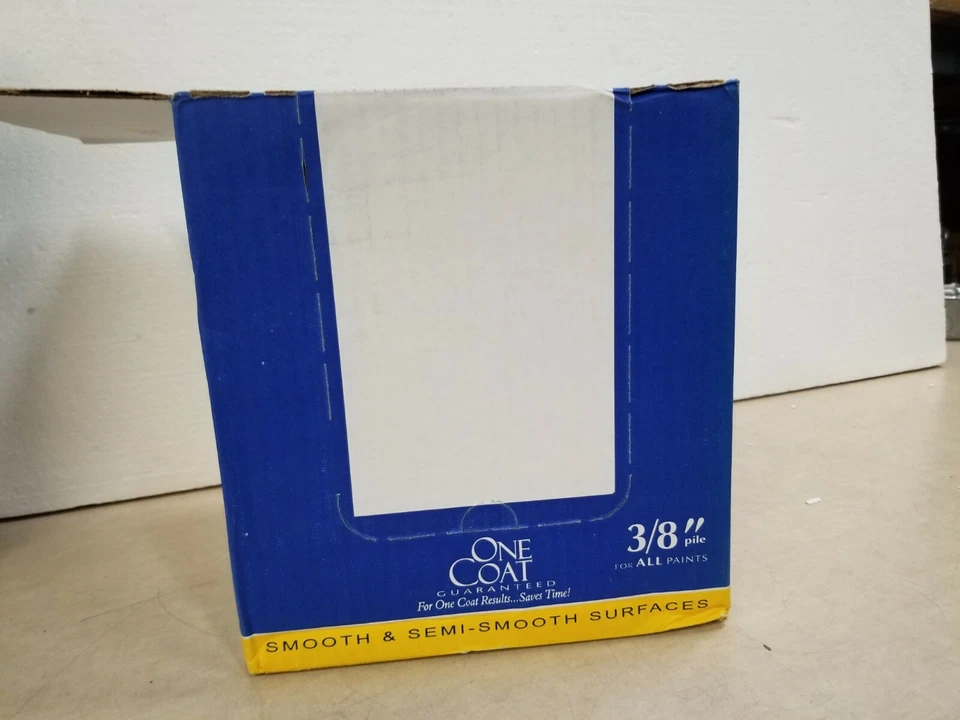 ONE
COAT
GUARANTEED
For One Coat Results...Saves Time!
3/8" pile
FOR ALL PAINTS
SMOOTH & SEMI-SMOOTH SURFACES